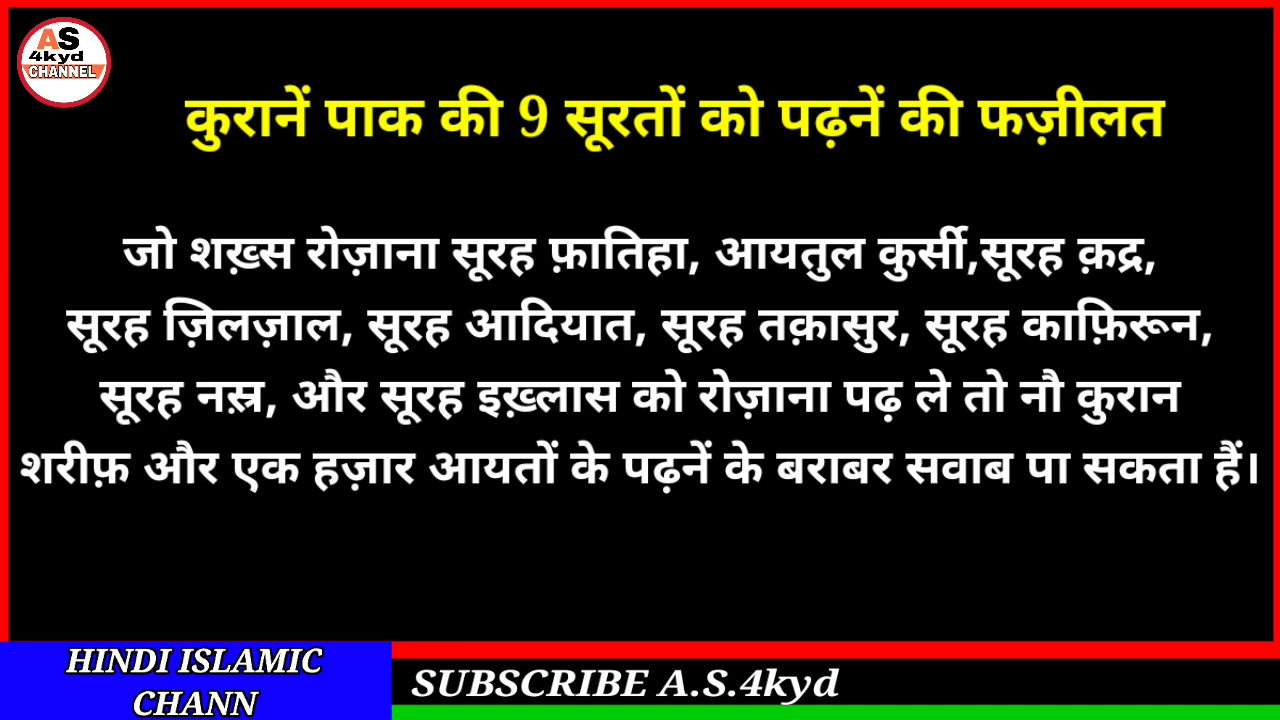 AS
4kyd
CHANNEL
कुरानें पाक की 9 सूरतों को पढ़नें की फज़ीलत
जो शख़्स रोज़ाना सूरह फ़ातिहा, आयतुल कुर्सी,सूरह क़द्र,
सूरह ज़िलज़ाल, सूरह आदियात, सूरह तक़ासुर, सूरह काफ़िरून,
सूरह नस्र, और सूरह इख़्लास को रोज़ाना पढ़ ले तो नौ कुरान
शरीफ़ और एक हज़ार आयतों के पढ़नें के बराबर सवाब पा सकता हैं।
HINDI ISLAMIC
CHANN
SUBSCRIBE A.S.4kyd